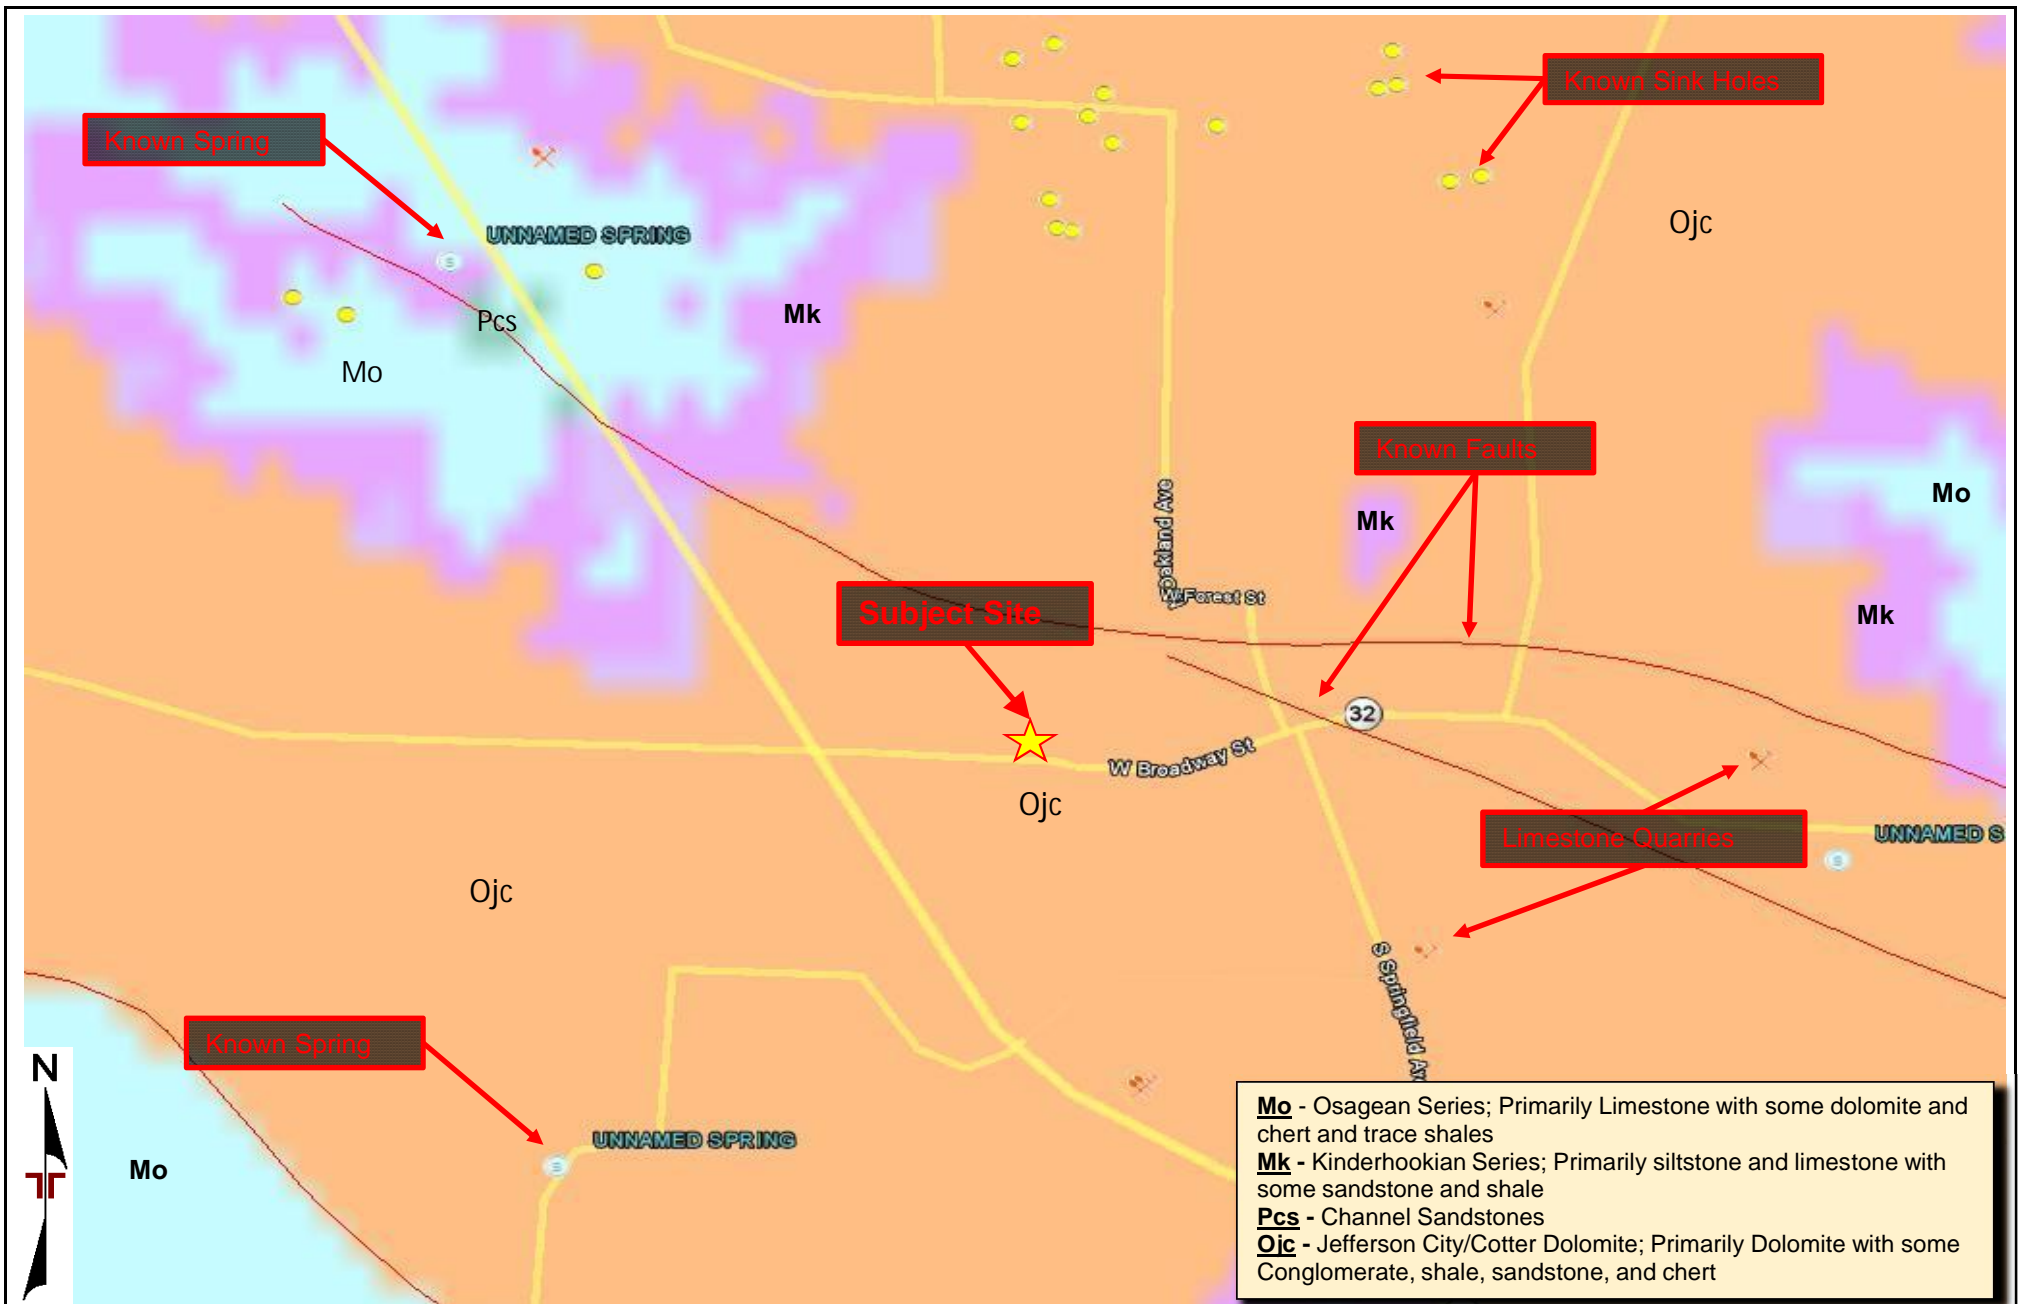 Known Sink Holes
Known Spring
UNNAMED SPRING
Ojc
Pcs
Mk
Mo
Known Faults
Mo
Mk
Oakland Ave
W Forest St
Subject Site
Mk
32
W Broadway St
Ojc
Limestone Quarries
UNNAMED S
S
Ojc
S Springfield Av
Known Spring
N
UNNAMED SPRING
S
Mo
S
Mo - Osagean Series; Primarily Limestone with some dolomite and
chert and trace shales
Mk - Kinderhookian Series; Primarily siltstone and limestone with
some sandstone and shale
Pcs - Channel Sandstones
Ojc - Jefferson City/Cotter Dolomite; Primarily Dolomite with some
Conglomerate, shale, sandstone, and chert